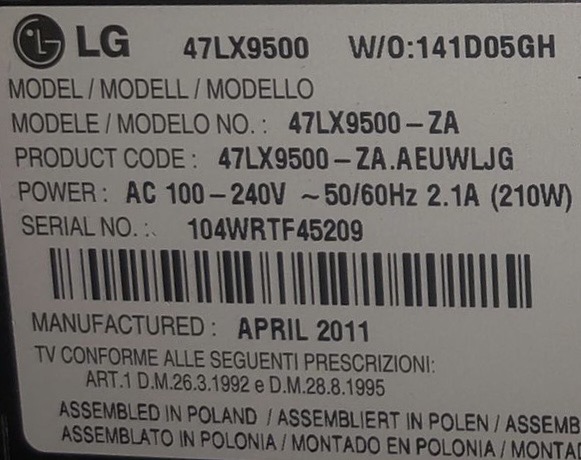 LG 47LX9500 W/O:141D05GH
MODEL / MODELL / MODELLO
MODELE / MODELO NO. : 47LX9500-ZA
PRODUCT CODE : 47LX9500-ZA.AEUWLJG
POWER : AC 100-240V ~50/60Hz 2.1A (210W)
SERIAL NO. : 104WRTF45209
MANUFACTURED : APRIL 2011
TV CONFORME ALLE SEGUENTI PRESCRIZIONI:
ART.1 D.M.26.3.1992 e D.M.28.8.1995
ASSEMBLED IN POLAND / ASSEMBLIERT IN POLEN / ASSEMB
ASSEMBLATO IN POLONIA / MONTADO EN POLONIA / MONTA